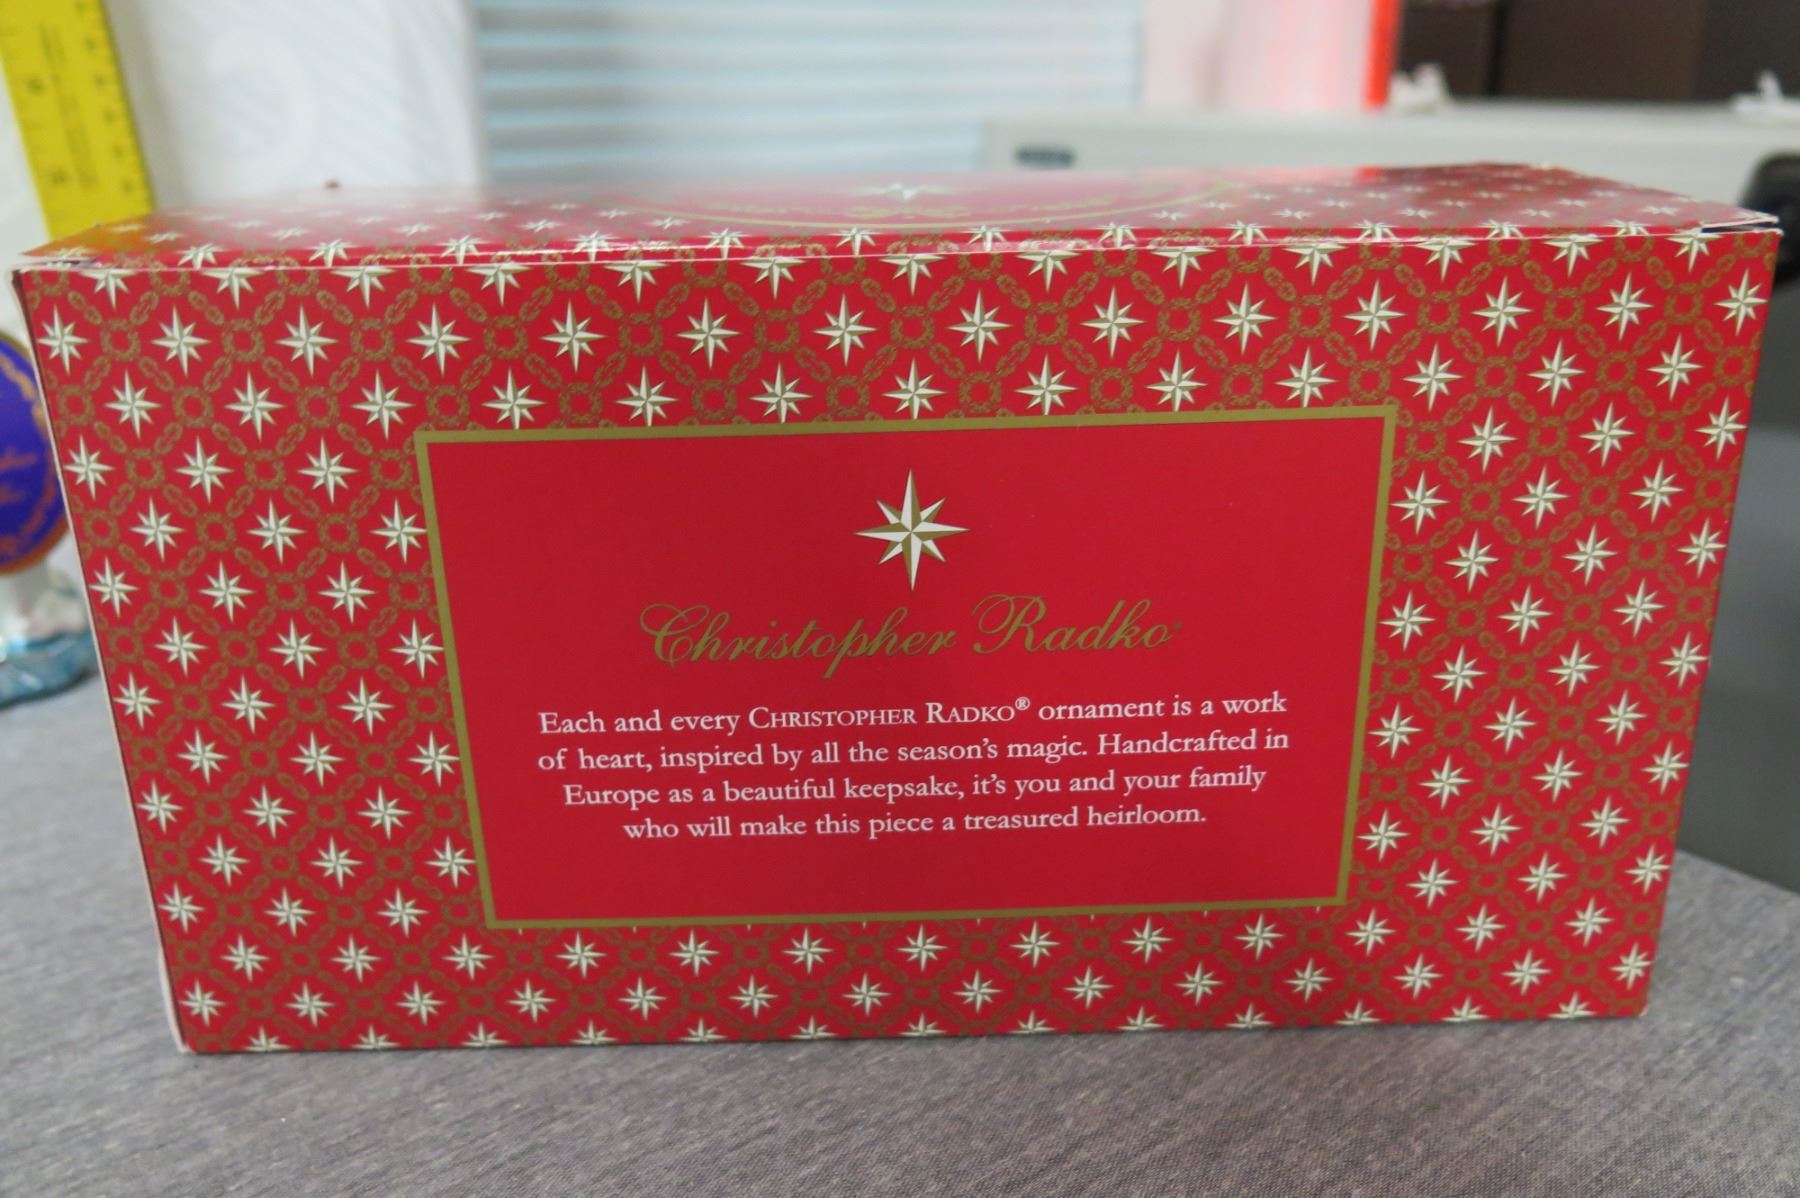 Christopher Radko
Each and every CHRISTOPHER RADKO® ornament is a work
of heart, inspired by all the season's magic. Handcrafted in
Europe as a beautiful keepsake, it's you and your family
who will make this piece a treasured heirloom.